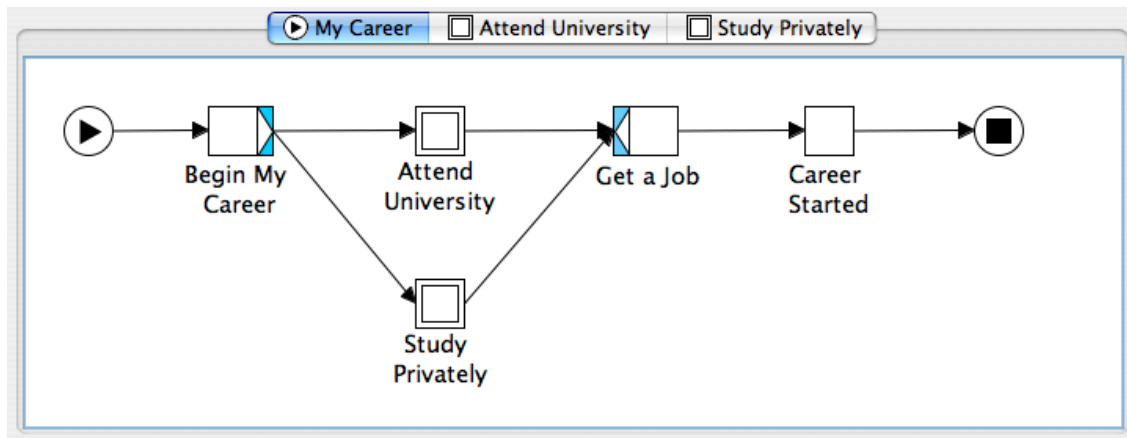 My Career Attend University Study Privately
Begin My
Career
Attend
University
Get a Job
Career
Started
Study
Privately